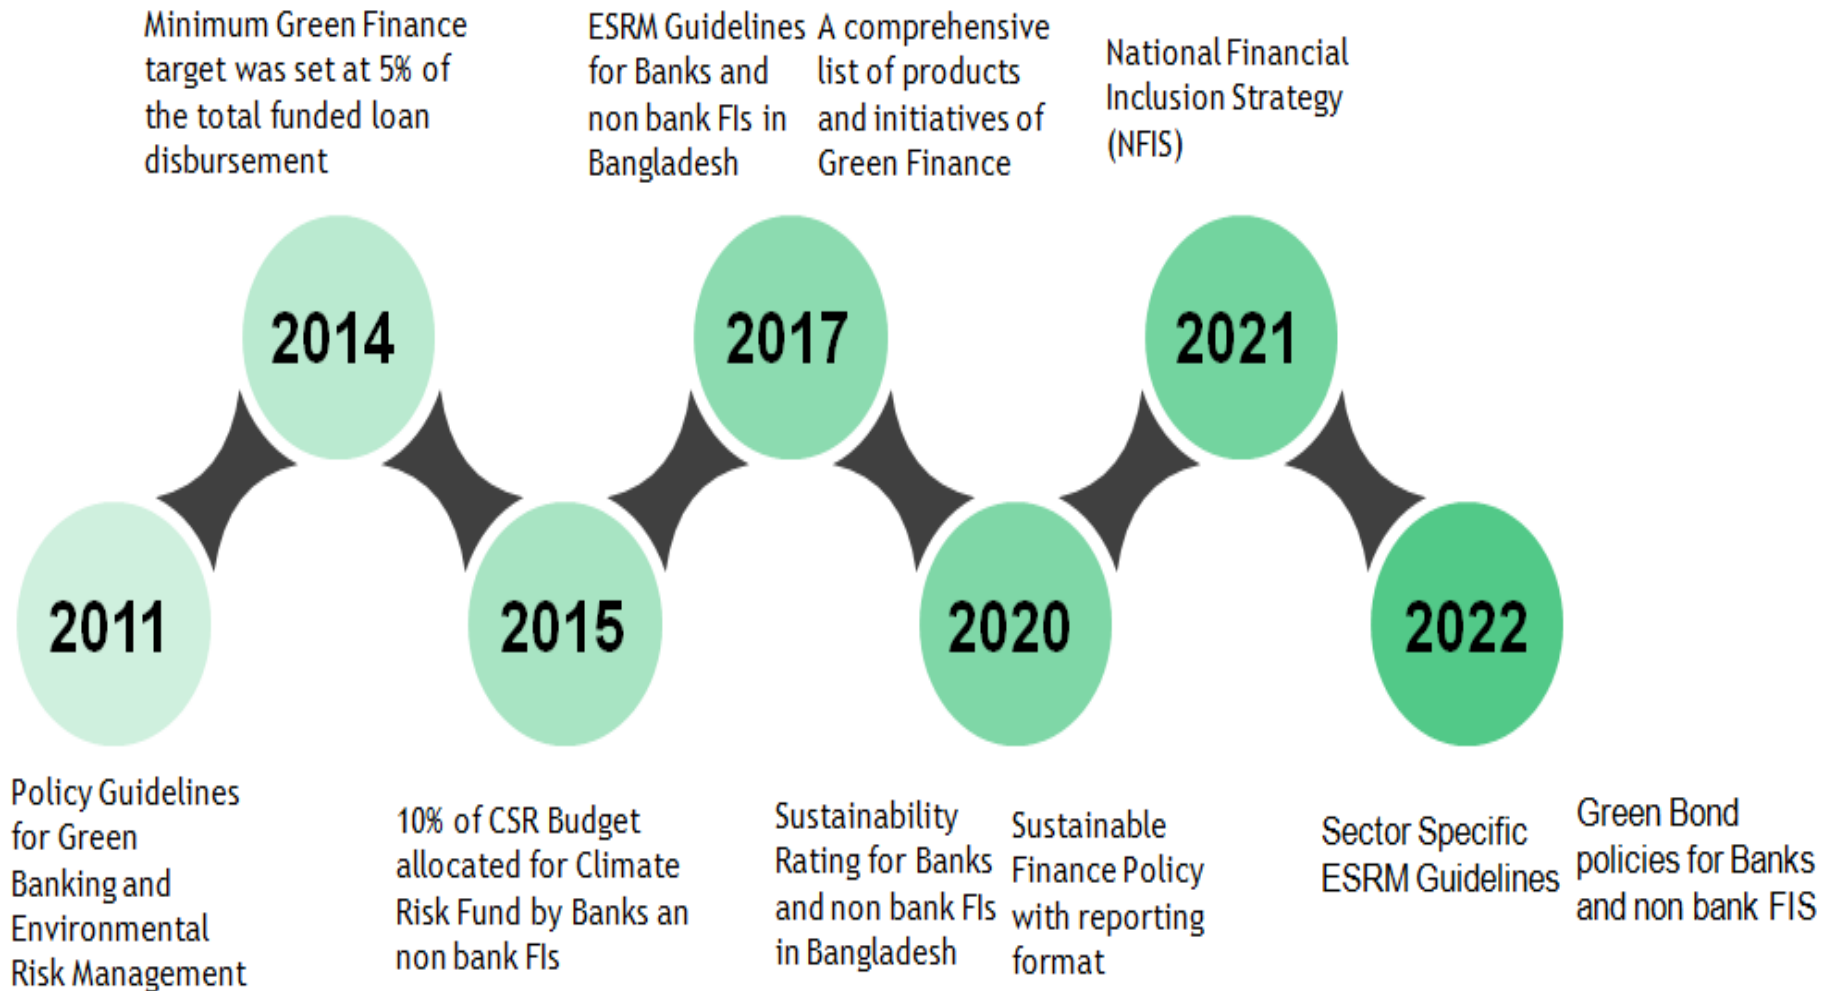 Minimum Green Finance
target was set at 5% of
the total funded loan
disbursement
ESRM Guidelines
for Banks and
non bank FIs in
Bangladesh
A comprehensive
list of products
and initiatives of
Green Finance
National Financial
Inclusion Strategy
(NFIS)
2014
2017
2021
2011
2015
2020
2022
Policy Guidelines
for Green
Banking and
Environmental
Risk Management
10% of CSR Budget
allocated for Climate
Risk Fund by Banks an
non bank FIs
Sustainability
Rating for Banks
and non bank FIs
in Bangladesh
Sustainable
Finance Policy
with reporting
format
Sector Specific
ESRM Guidelines
Green Bond
policies for Banks
and non bank FIS